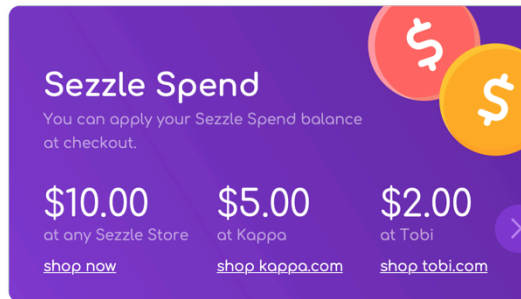 $
$
Sezzle Spend
You can apply your Sezzle Spend balance
at checkout.
$10.00
at any Sezzle Store
shop now
$5.00
at Kappa
shop kappa.com
$2.00
at Tobi
shop tobi.com